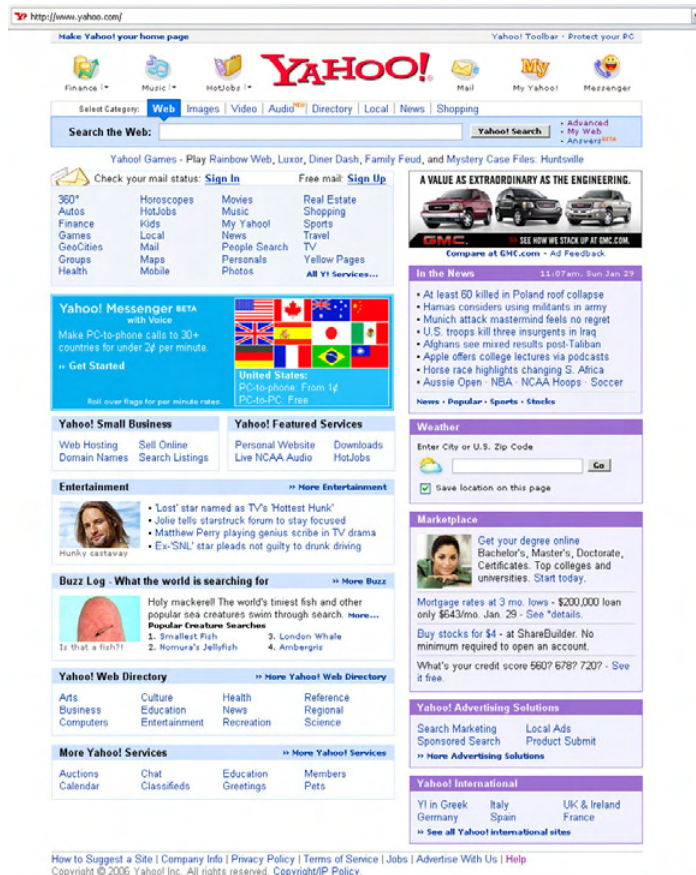 http://www.yahoo.com/
Make Yahoo! your home page
Yahoo! Toolbar - Protect your PC
Finance
Music
HotJobs
YAHOO!
Mail
My
My Yahoo!
Messenger
Select Category: Web | Images | Video | Audio | Directory | Local | News | Shopping
Search the Web:
Yahoo! Search
• Advanced
• My Web
• Answers BETA
Yahoo! Games - Play Rainbow Web, Luxor, Diner Dash, Family Feud, and Mystery Case Files: Huntsville
Check your mail status: Sign In
Free mail: Sign Up
360° Horoscopes Movies Real Estate
Autos HotJobs Music Shopping
Finance Kids My Yahoo! Sports
Games Local News Travel
GeoCities Mail People Search TV
Groups Maps Personals Yellow Pages
Health Mobile Photos All Y! Services...
A VALUE AS EXTRAORDINARY AS THE ENGINEERING.
GMC. » SEE HOW WE STACK UP AT GMC.COM.
Compare at GMC.com - Ad Feedback
Yahoo! Messenger BETA
with Voice
Make PC-to-phone calls to 30+
countries for under 2¢ per minute.
» Get Started
Roll over flags for per minute rates
United States:
PC-to-phone: From 1¢
PC-to-PC: Free
In the News 11:07am, Sun Jan 29
• At least 60 killed in Poland roof collapse
• Hamas considers using militants in army
• Munich attack mastermind feels no regret
• U.S. troops kill three insurgents in Iraq
• Afghans see mixed results post-Taliban
• Apple offers college lectures via podcasts
• Horse race highlights changing S. Africa
• Aussie Open · NBA · NCAA Hoops · Soccer
News - Popular - Sports - Stocks
Yahoo! Small Business
Web Hosting Sell Online
Domain Names Search Listings
Yahoo! Featured Services
Personal Website Downloads
Live NCAA Audio HotJobs
Weather
Enter City or U.S. Zip Code
Go
Save location on this page
Entertainment » More Entertainment
Hunky castaway
• 'Lost' star named as TV's 'Hottest Hunk'
• Jolie tells starstruck forum to stay focused
• Matthew Perry playing genius scribe in TV drama
• Ex-'SNL' star pleads not guilty to drunk driving
Marketplace
Get your degree online
Bachelor's, Master's, Doctorate,
Certificates. Top colleges and
universities. Start today.
Mortgage rates at 3 mo. lows - $200,000 loan
only $643/mo. Jan. 29 - See *details.
Buy stocks for $4 - at ShareBuilder. No
minimum required to open an account.
What's your credit score 560? 678? 720? - See
it free.
Buzz Log - What the world is searching for » More Buzz
Is that a fish?!
Holy mackerel! The world's tiniest fish and other
popular sea creatures swim through search. More...
Popular Creature Searches
1. Smallest Fish 3. London Whale
2. Nomura's Jellyfish 4. Ambergris
Yahoo! Web Directory » More Yahoo! Web Directory
Arts Culture Health Reference
Business Education News Regional
Computers Entertainment Recreation Science
Yahoo! Advertising Solutions
Search Marketing Local Ads
Sponsored Search Product Submit
» More Advertising Solutions
More Yahoo! Services » More Yahoo! Services
Auctions Chat Education Members
Calendar Classifieds Greetings Pets
Yahoo! International
Y! in Greek Italy UK & Ireland
Germany Spain France
» See all Yahoo! international sites
How to Suggest a Site | Company Info | Privacy Policy | Terms of Service | Jobs | Advertise With Us | Help
Copyright © 2006 Yahoo! Inc. All rights reserved. Copyright/IP Policy